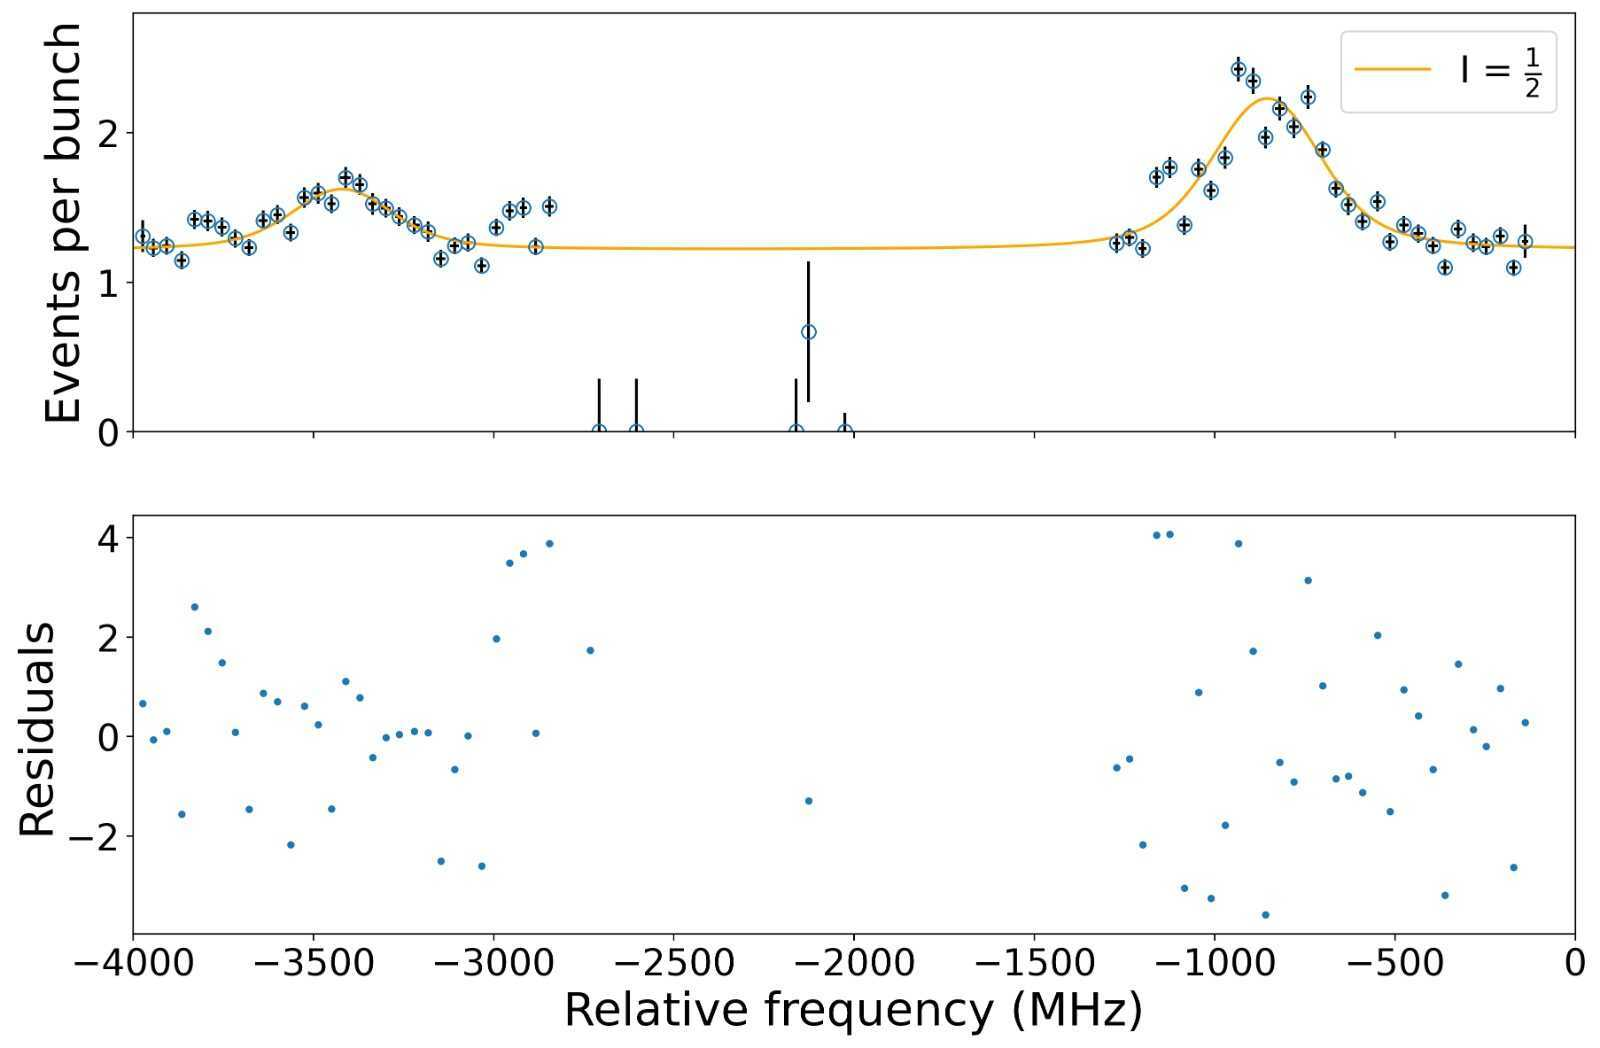 Events per bunch
2
1
0
I = 1/2
Residuals
4
2
0
−2
−4000 −3500 −3000 −2500 −2000 −1500 −1000 −500 0
Relative frequency (MHz)